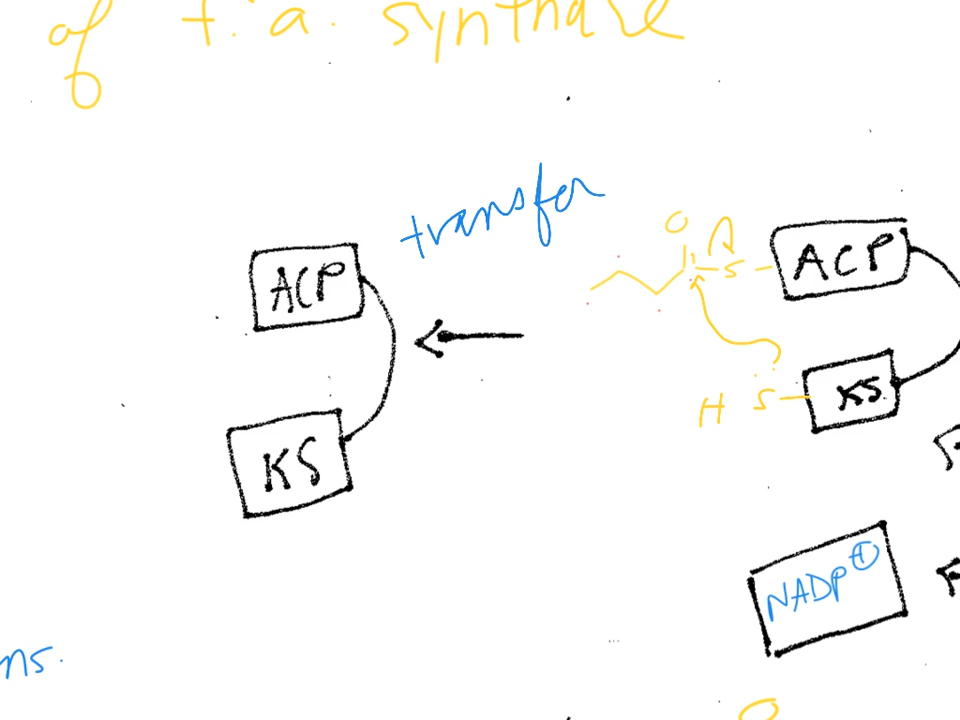 of f.a. synthase
transfer
O
S
ACP
ACP
H S
KS
KS
NADP+
ns.